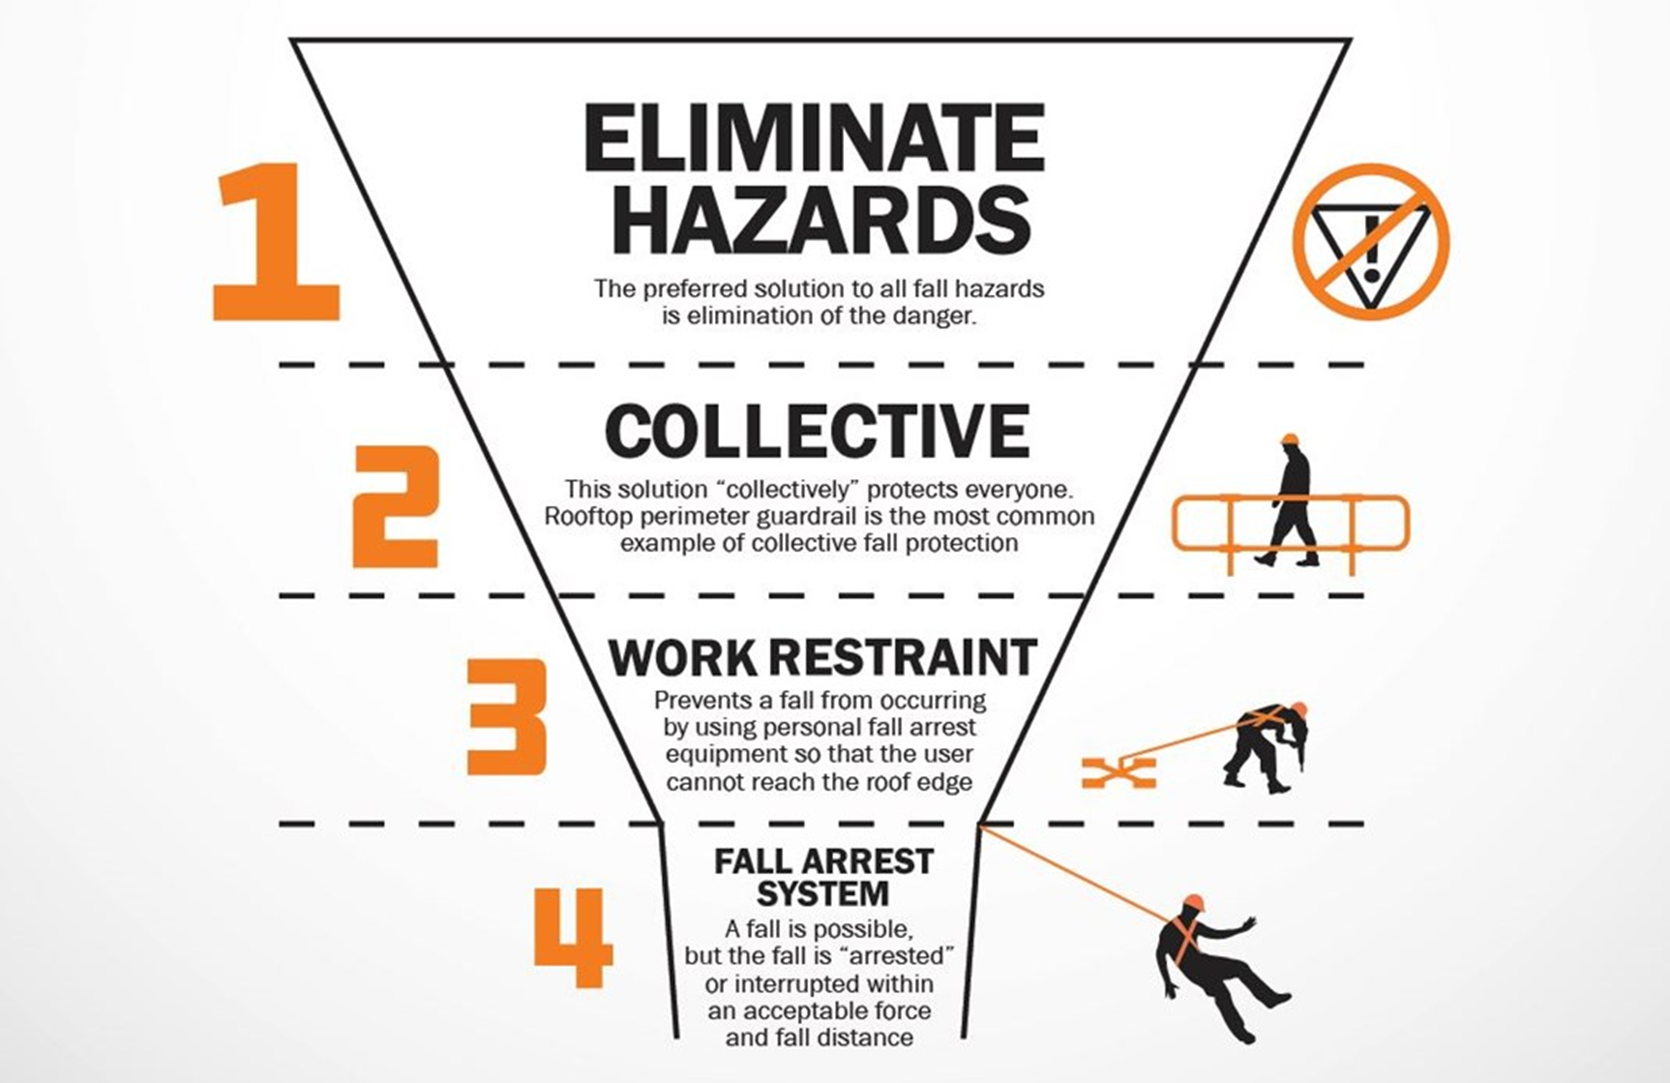 1
ELIMINATE
HAZARDS
The preferred solution to all fall hazards
is elimination of the danger.
!
2
COLLECTIVE
This solution “collectively” protects everyone.
Rooftop perimeter guardrail is the most common
example of collective fall protection
3
WORK RESTRAINT
Prevents a fall from occurring
by using personal fall arrest
equipment so that the user
cannot reach the roof edge
4
FALL ARREST
SYSTEM
A fall is possible,
but the fall is “arrested”
or interrupted within
an acceptable force
and fall distance